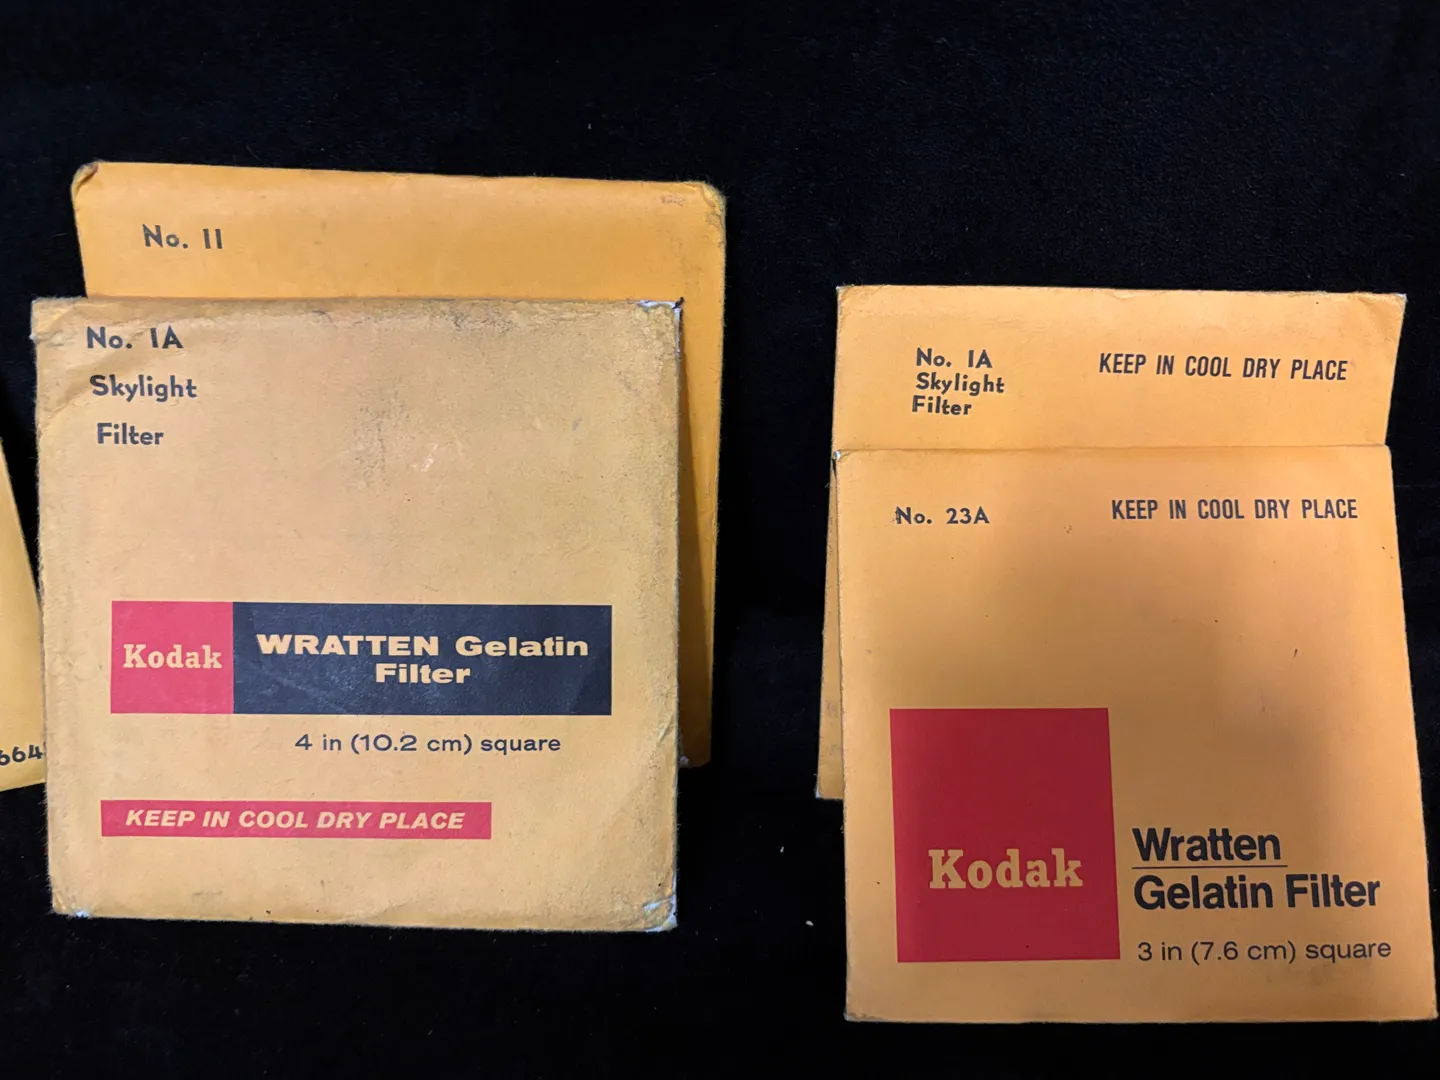 No. 11
No. 1A
Skylight
Filter
Kodak
WRATTEN Gelatin
Filter
4 in (10.2 cm) square
KEEP IN COOL DRY PLACE
664
No. 1A
Skylight
Filter
KEEP IN COOL DRY PLACE
No. 23A
KEEP IN COOL DRY PLACE
Kodak
Wratten
Gelatin Filter
3 in (7.6 cm) square